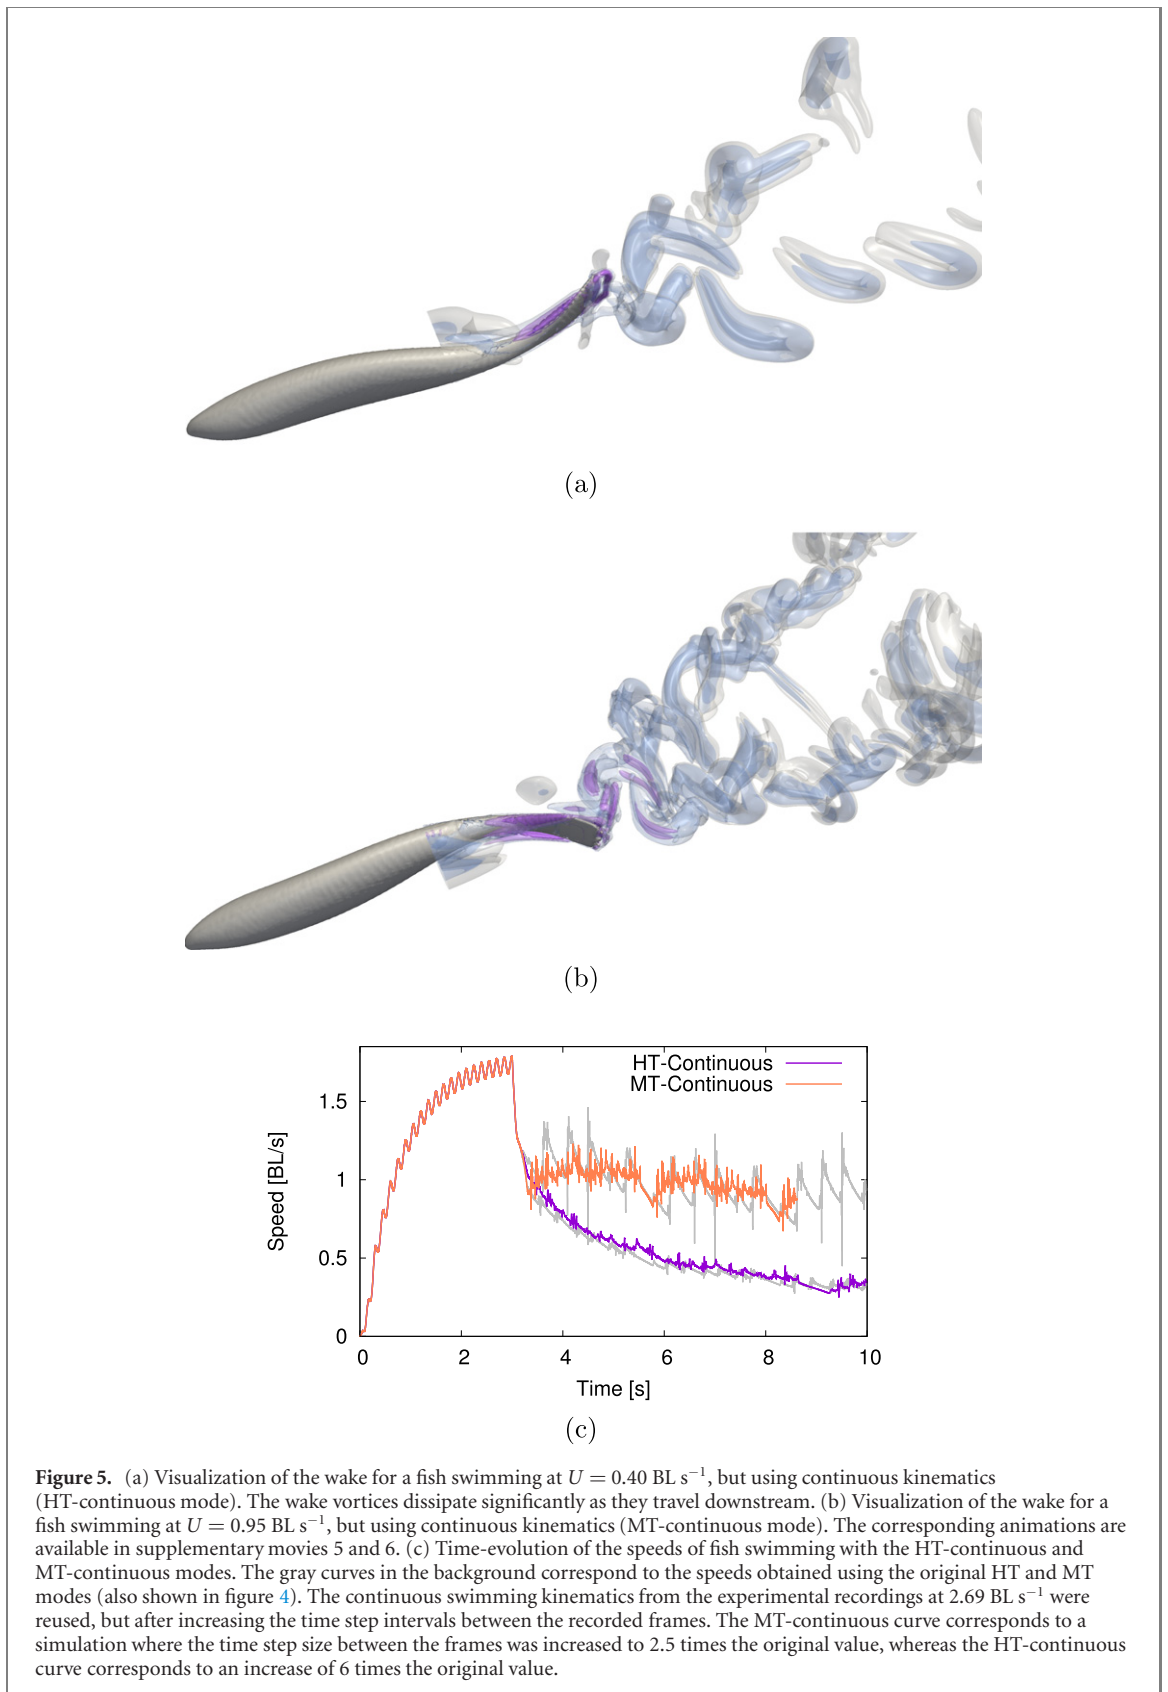 (a)
(b)
HT-Continuous
MT-Continuous
1.5
1
0.5
0
Speed [BL/s]
0 2 4 6 8 10
Time [s]
(c)
Figure 5. (a) Visualization of the wake for a fish swimming at U = 0.40 BL s⁻¹, but using continuous kinematics
(HT-continuous mode). The wake vortices dissipate significantly as they travel downstream. (b) Visualization of the wake for a
fish swimming at U = 0.95 BL s⁻¹, but using continuous kinematics (MT-continuous mode). The corresponding animations are
available in supplementary movies 5 and 6. (c) Time-evolution of the speeds of fish swimming with the HT-continuous and
MT-continuous modes. The gray curves in the background correspond to the speeds obtained using the original HT and MT
modes (also shown in figure 4). The continuous swimming kinematics from the experimental recordings at 2.69 BL s⁻¹ were
reused, but after increasing the time step intervals between the recorded frames. The MT-continuous curve corresponds to a
simulation where the time step size between the frames was increased to 2.5 times the original value, whereas the HT-continuous
curve corresponds to an increase of 6 times the original value.